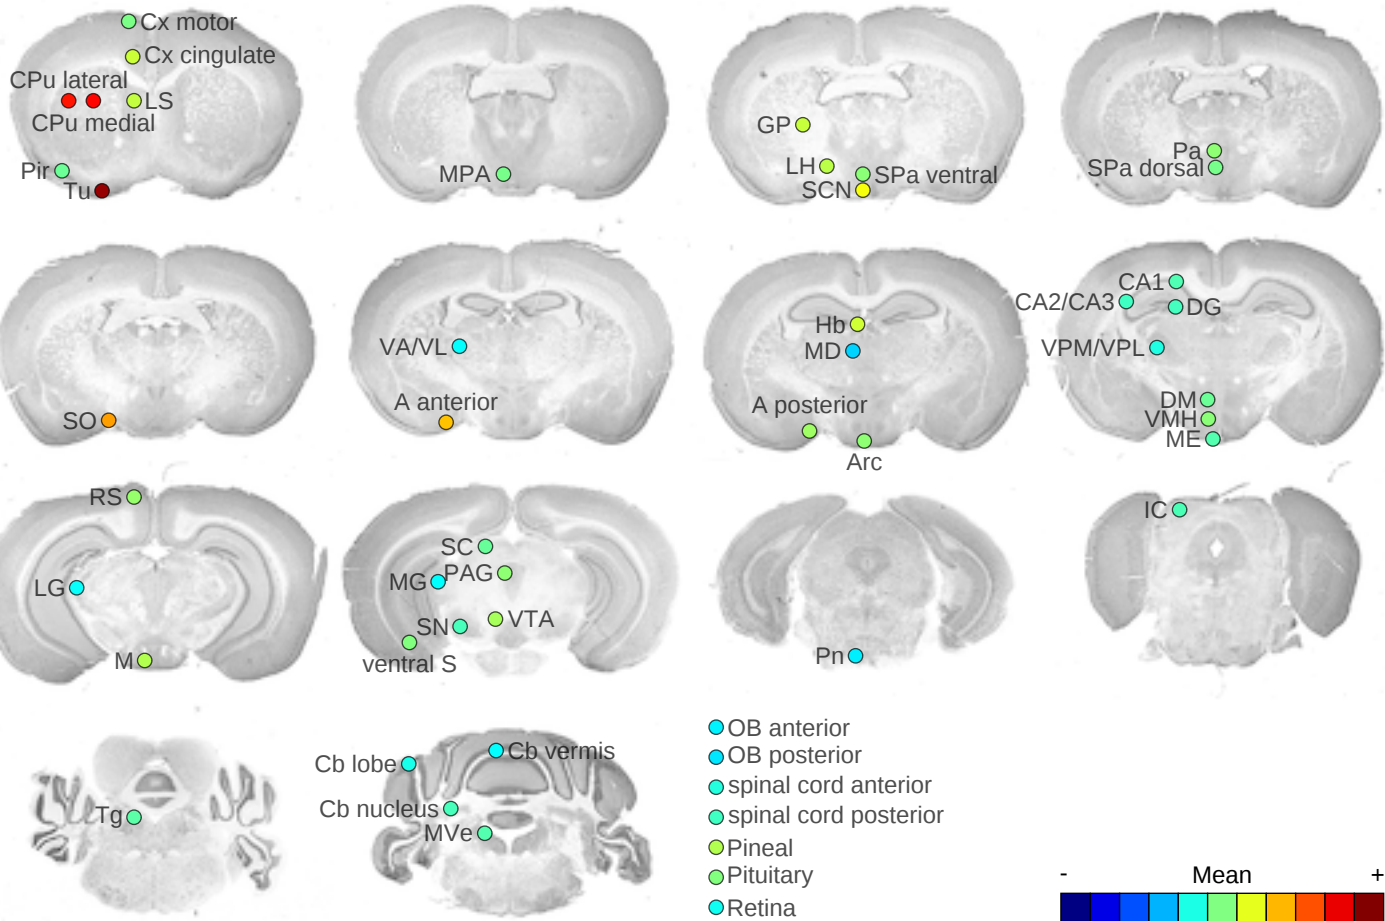 Cx motor
Cx cingulate
CPu lateral
LS
CPu medial
Pir
Tu
MPA
GP
LH
SPa ventral
SCN
Pa
SPa dorsal
SO
VA/VL
A anterior
Hb
MD
A posterior
Arc
CA1
CA2/CA3
DG
VPM/VPL
DM
VMH
ME
RS
LG
M
SC
MG
PAG
SN
VTA
ventral S
Pn
IC
Tg
Cb lobe
Cb vermis
Cb nucleus
MVe
OB anterior
OB posterior
spinal cord anterior
spinal cord posterior
Pineal
Pituitary
Retina
- Mean +